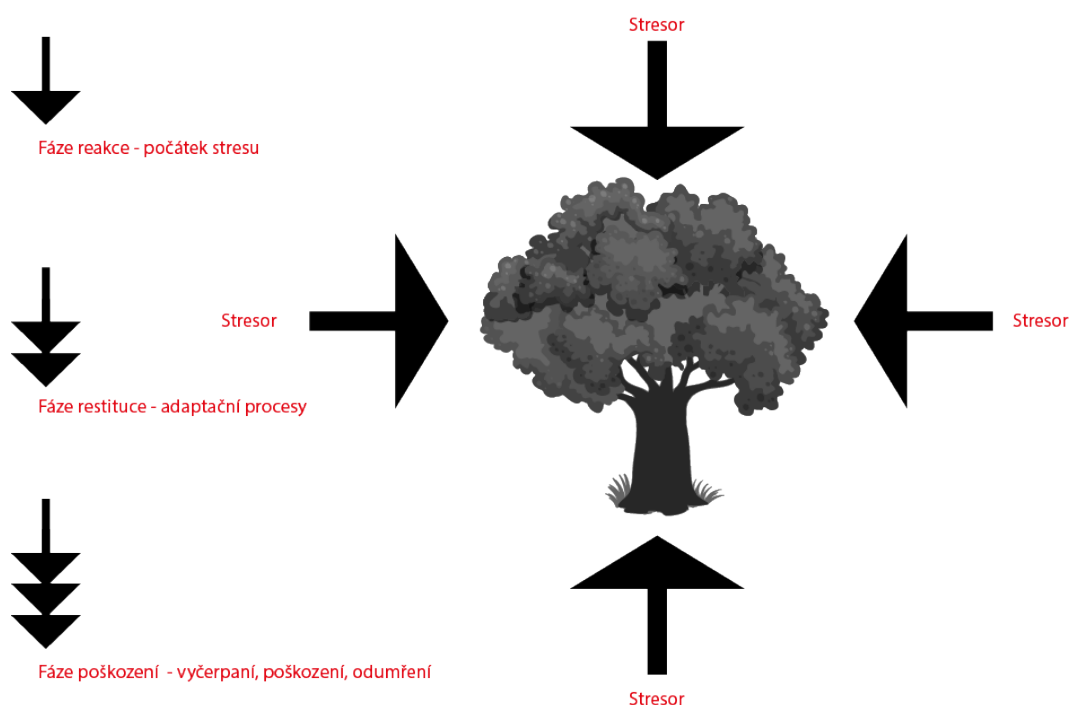 Stresor
Fáze reakce - počátek stresu
Stresor
Stresor
Fáze restituce - adaptační procesy
Fáze poškození - vyčerpaní, poškození, odumření
Stresor